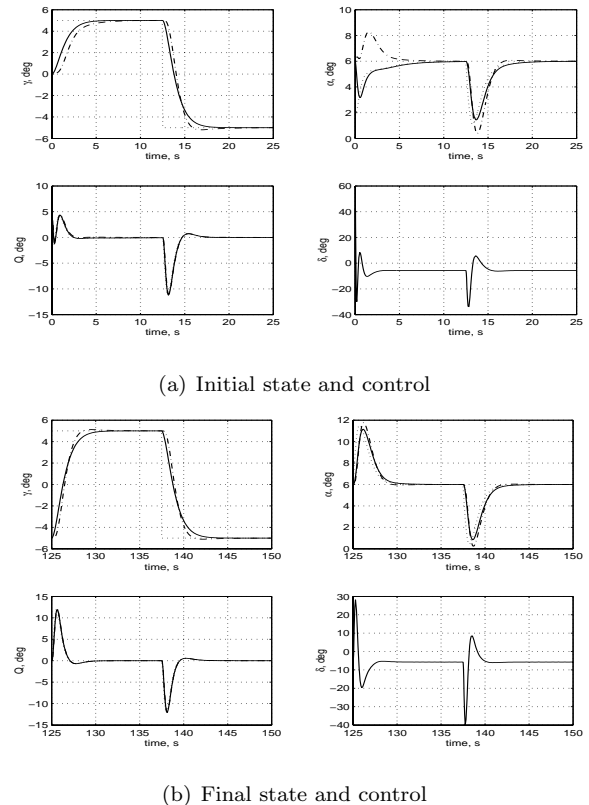 γ, deg
6
4
2
0
−2
−4
−6
0 5 10 15 20 25
time, s
α, deg
10
8
6
4
2
0
0 5 10 15 20 25
time, s
Q, deg
10
5
0
−5
−10
−15
0 5 10 15 20 25
time, s
δ, deg
60
40
20
0
−20
−40
0 5 10 15 20 25
time, s
(a) Initial state and control
γ, deg
6
4
2
0
−2
−4
−6
125 130 135 140 145 150
time, s
α, deg
12
10
8
6
4
2
0
125 130 135 140 145 150
time, s
Q, deg
15
10
5
0
−5
−10
−15
125 130 135 140 145 150
time, s
δ, deg
30
20
10
0
−10
−20
−30
−40
125 130 135 140 145 150
time, s
(b) Final state and control